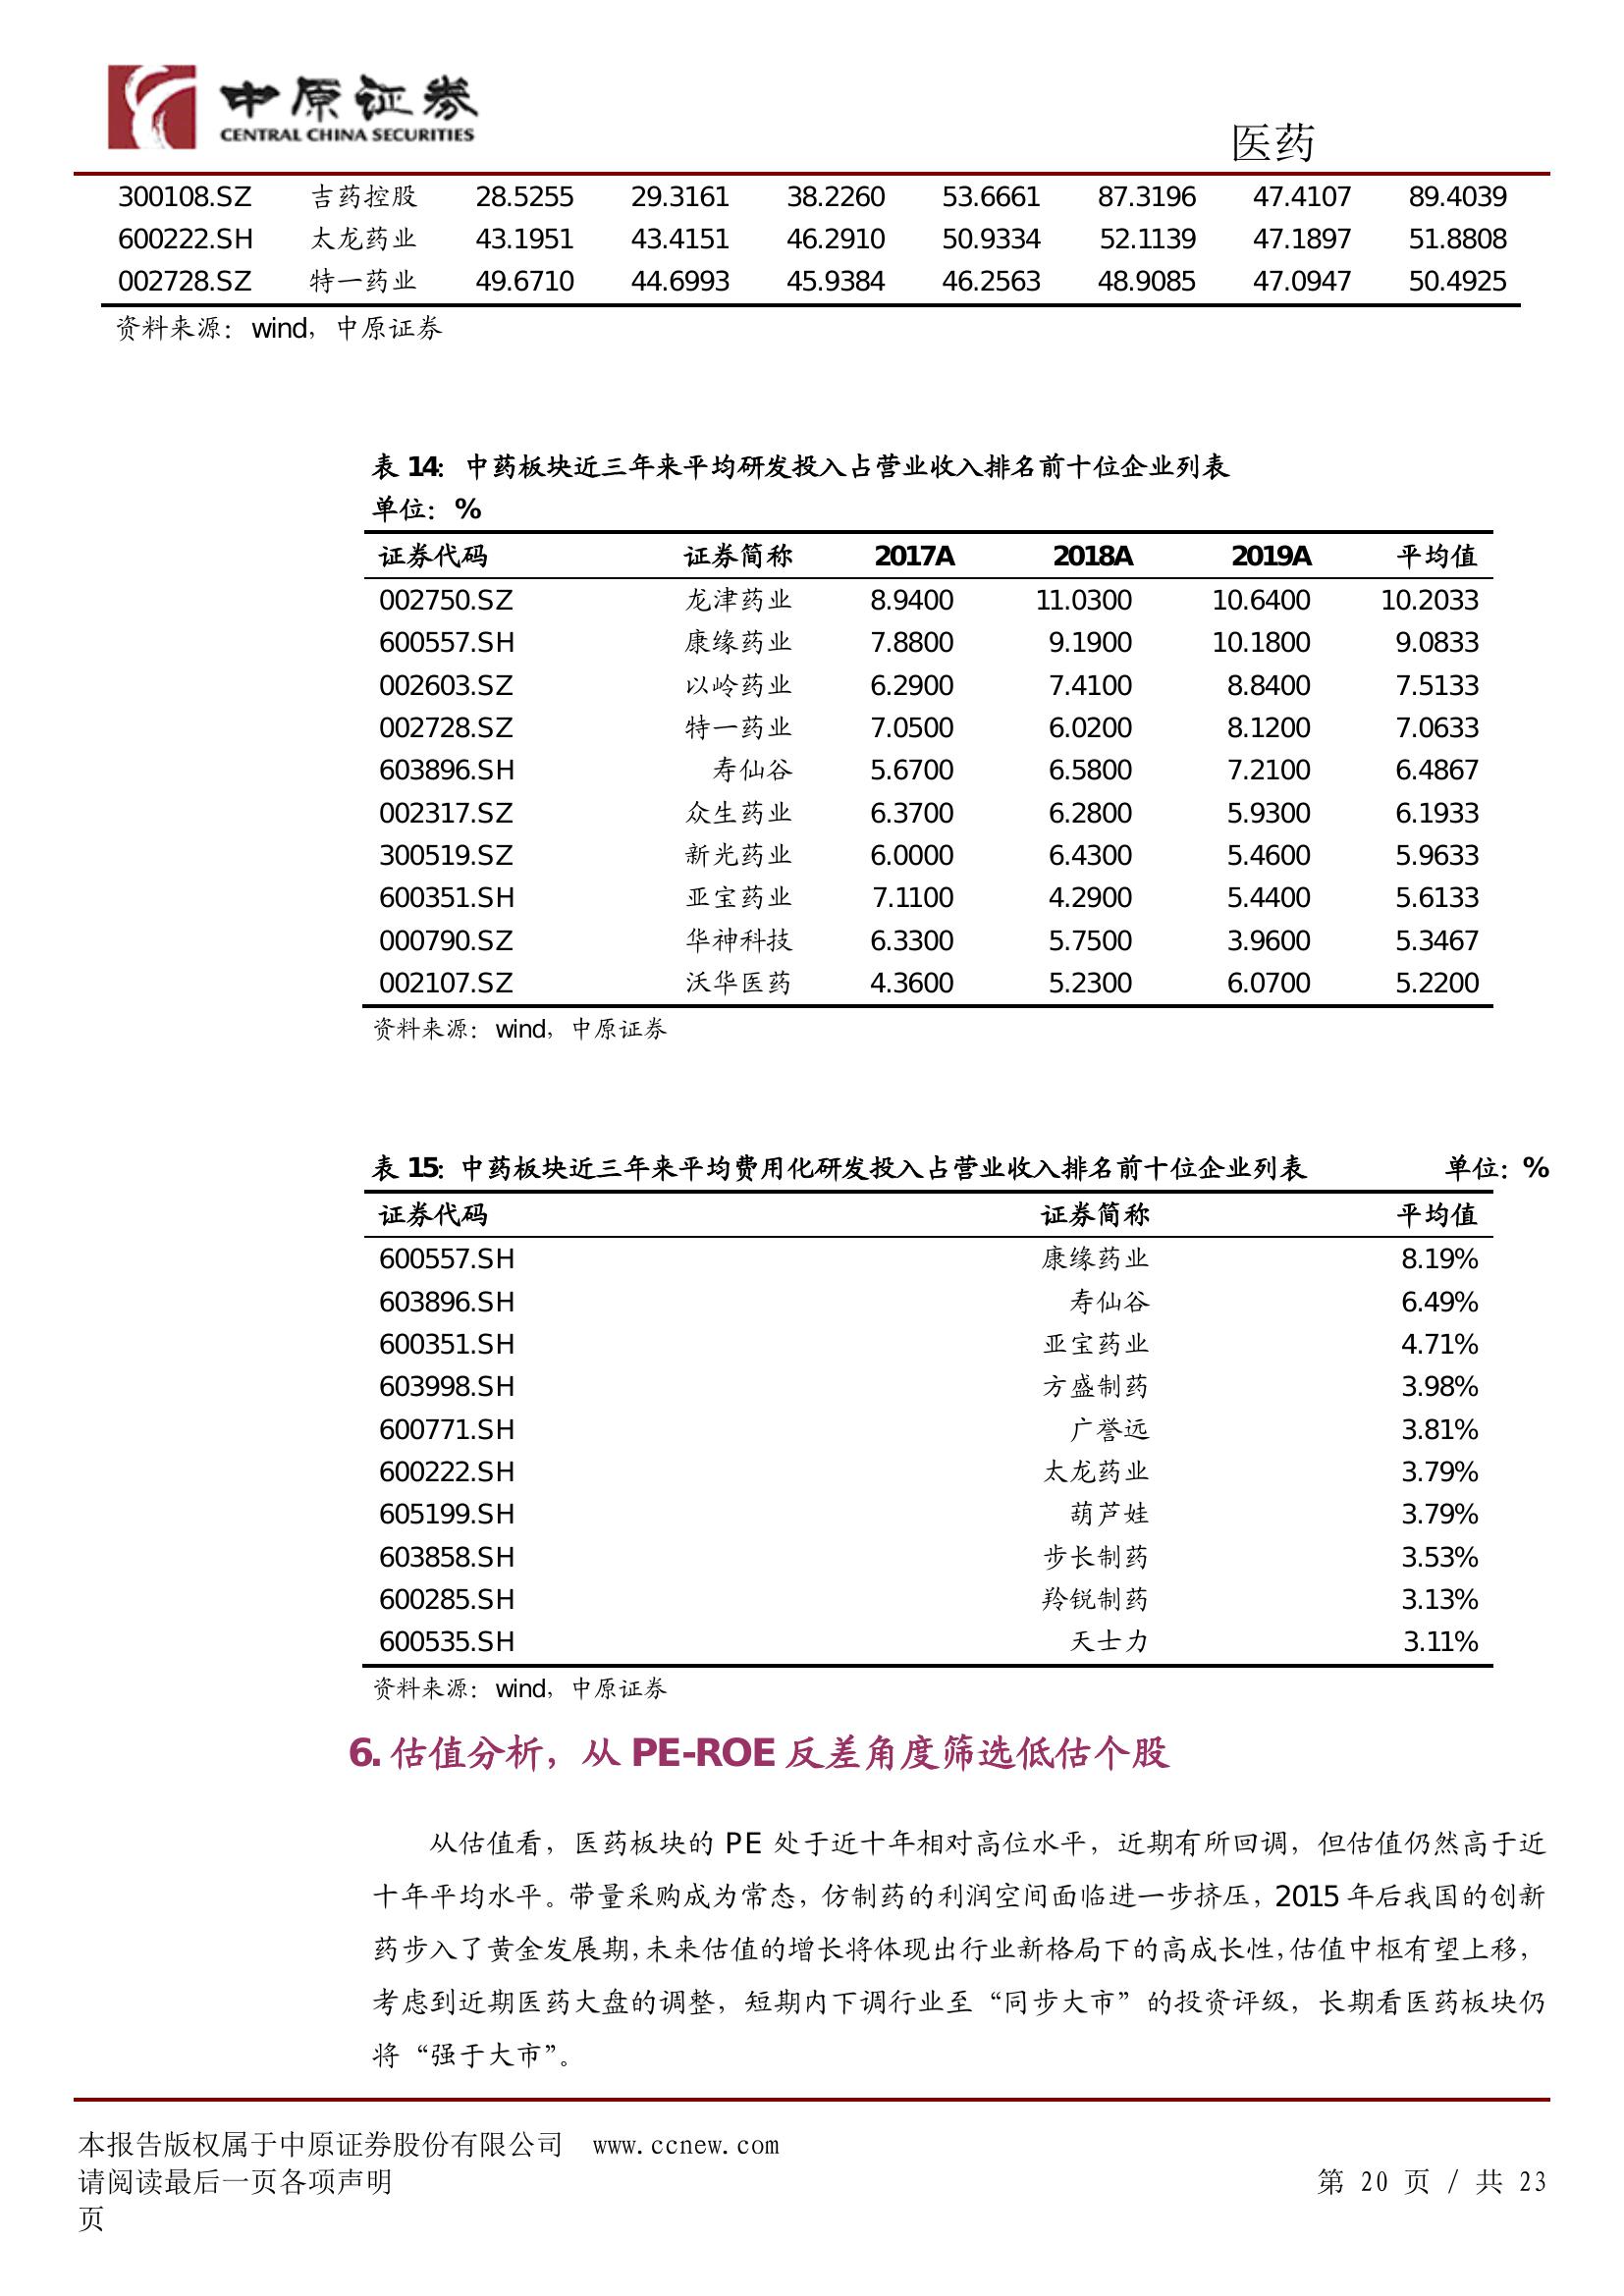 中原证券
CENTRAL CHINA SECURITIES
医药
300108.SZ 吉药控股 28.5255 29.3161 38.2260 53.6661 87.3196 47.4107 89.4039
600222.SH 太龙药业 43.1951 43.4151 46.2910 50.9334 52.1139 47.1897 51.8808
002728.SZ 特一药业 49.6710 44.6993 45.9384 46.2563 48.9085 47.0947 50.4925
资料来源：wind，中原证券
表 14：中药板块近三年来平均研发投入占营业收入排名前十位企业列表
单位：%
证券代码 证券简称 2017A 2018A 2019A 平均值
002750.SZ 龙津药业 8.9400 11.0300 10.6400 10.2033
600557.SH 康缘药业 7.8800 9.1900 10.1800 9.0833
002603.SZ 以岭药业 6.2900 7.4100 8.8400 7.5133
002728.SZ 特一药业 7.0500 6.0200 8.1200 7.0633
603896.SH 寿仙谷 5.6700 6.5800 7.2100 6.4867
002317.SZ 众生药业 6.3700 6.2800 5.9300 6.1933
300519.SZ 新光药业 6.0000 6.4300 5.4600 5.9633
600351.SH 亚宝药业 7.1100 4.2900 5.4400 5.6133
000790.SZ 华神科技 6.3300 5.7500 3.9600 5.3467
002107.SZ 沃华医药 4.3600 5.2300 6.0700 5.2200
资料来源：wind，中原证券
表 15：中药板块近三年来平均费用化研发投入占营业收入排名前十位企业列表 单位：%
证券代码 证券简称 平均值
600557.SH 康缘药业 8.19%
603896.SH 寿仙谷 6.49%
600351.SH 亚宝药业 4.71%
603998.SH 方盛制药 3.98%
600771.SH 广誉远 3.81%
600222.SH 太龙药业 3.79%
605199.SH 葫芦娃 3.79%
603858.SH 步长制药 3.53%
600285.SH 羚锐制药 3.13%
600535.SH 天士力 3.11%
资料来源：wind，中原证券
6. 估值分析，从 PE-ROE 反差角度筛选低估个股
从估值看，医药板块的 PE 处于近十年相对高位水平，近期有所回调，但估值仍然高于近
十年平均水平。带量采购成为常态，仿制药的利润空间面临进一步挤压，2015 年后我国的创新
药步入了黄金发展期，未来估值的增长将体现出行业新格局下的高成长性，估值中枢有望上移，
考虑到近期医药大盘的调整，短期内下调行业至“同步大市”的投资评级，长期看医药板块仍
将“强于大市”。
本报告版权属于中原证券股份有限公司 www.ccnew.com
请阅读最后一页各项声明 第 20 页 / 共 23
页